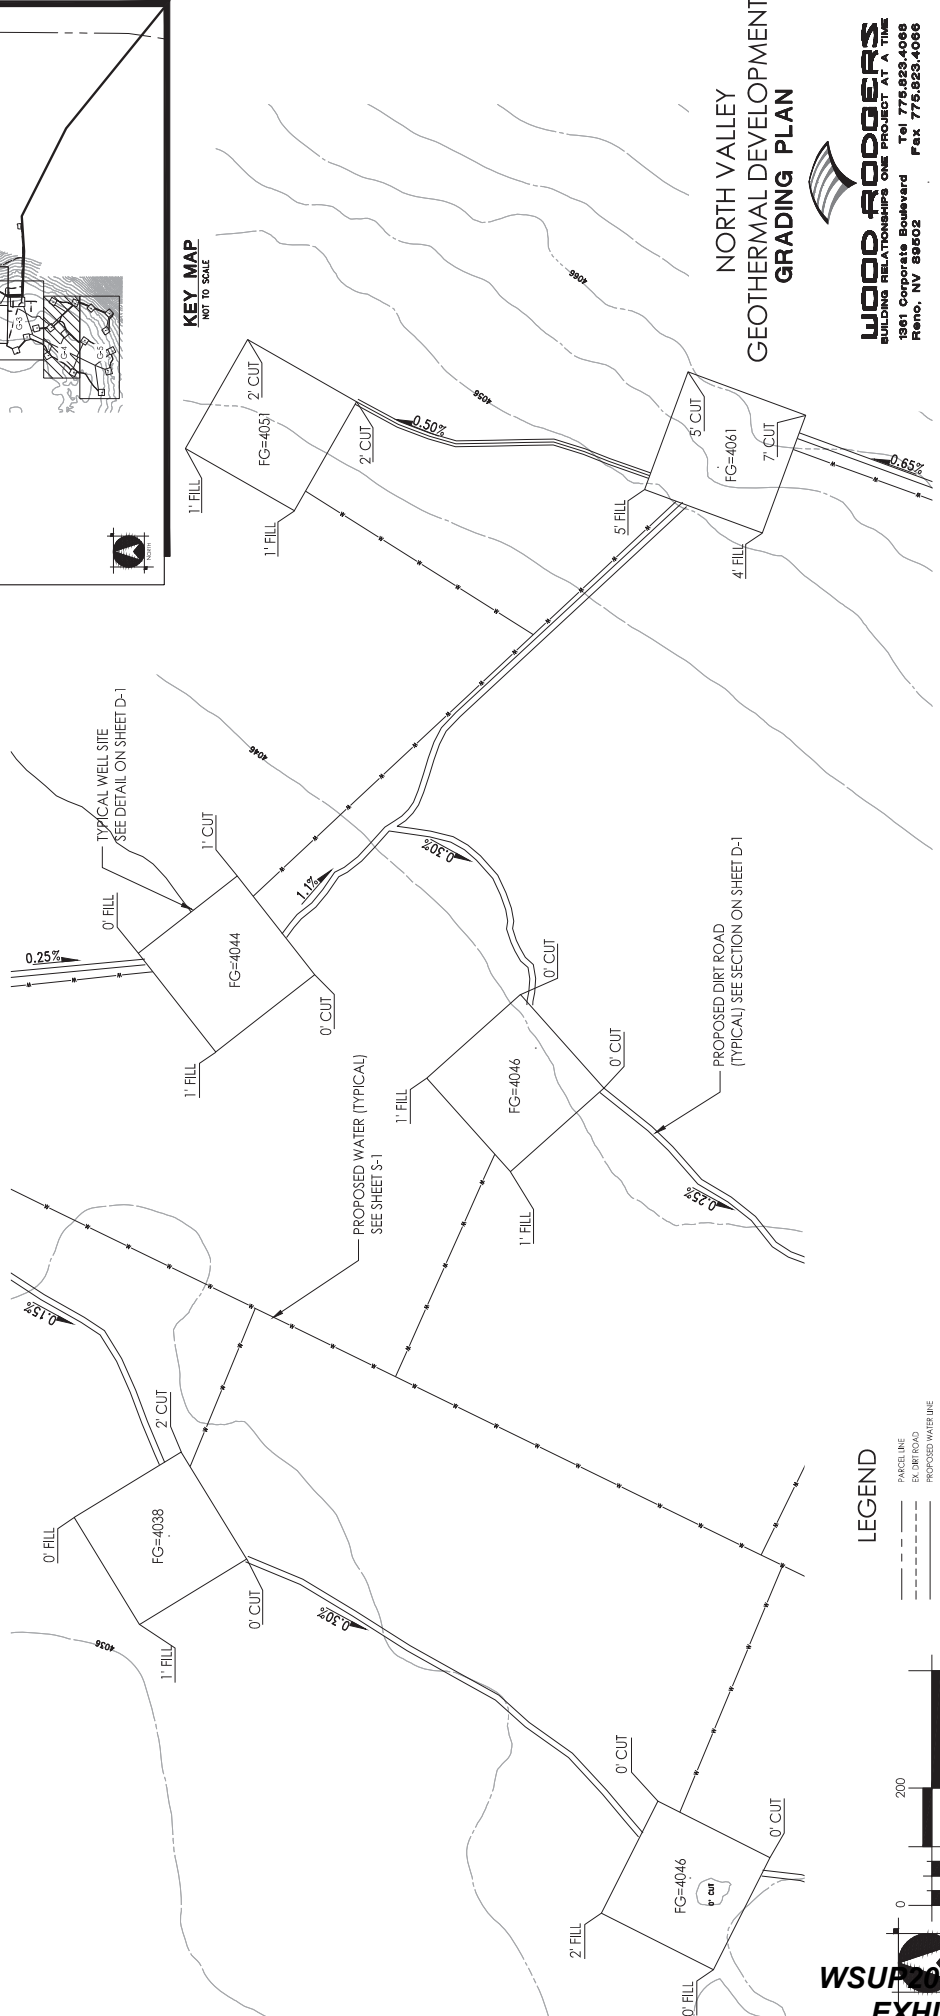 KEY MAP
NOT TO SCALE
G-3
G-4
G-5
NORTH
NORTH VALLEY
GEOTHERMAL DEVELOPMENT
GRADING PLAN
WOOD RODGERS
BUILDING RELATIONSHIPS ONE PROJECT AT A TIME
1361 Corporate Boulevard Tel 775.823.4068
Reno, NV 89502 Fax 775.823.4066
4066
4056
2' CUT
FG=4051
2' CUT
1' FILL
1' FILL
0.50%
5' CUT
FG=4061
7' CUT
5' FILL
4' FILL
0.65%
TYPICAL WELL SITE
SEE DETAIL ON SHEET D-1
4046
1' CUT
0' FILL
0.25%
FG=4044
1.1%
0' CUT
1' FILL
0.30%
0' CUT
FG=4046
0' CUT
1' FILL
1' FILL
PROPOSED DIRT ROAD
(TYPICAL) SEE SECTION ON SHEET D-1
0.25%
PROPOSED WATER (TYPICAL)
SEE SHEET S-1
0.15%
2' CUT
FG=4038
0' FILL
0' CUT
1' FILL
4036
0.30%
0' CUT
0' CUT
FG=4046
0' CUT
2' FILL
0' FILL
LEGEND
PARCEL LINE
EX. DIRT ROAD
PROPOSED WATER LINE
0
200
WSUP20
EXHI